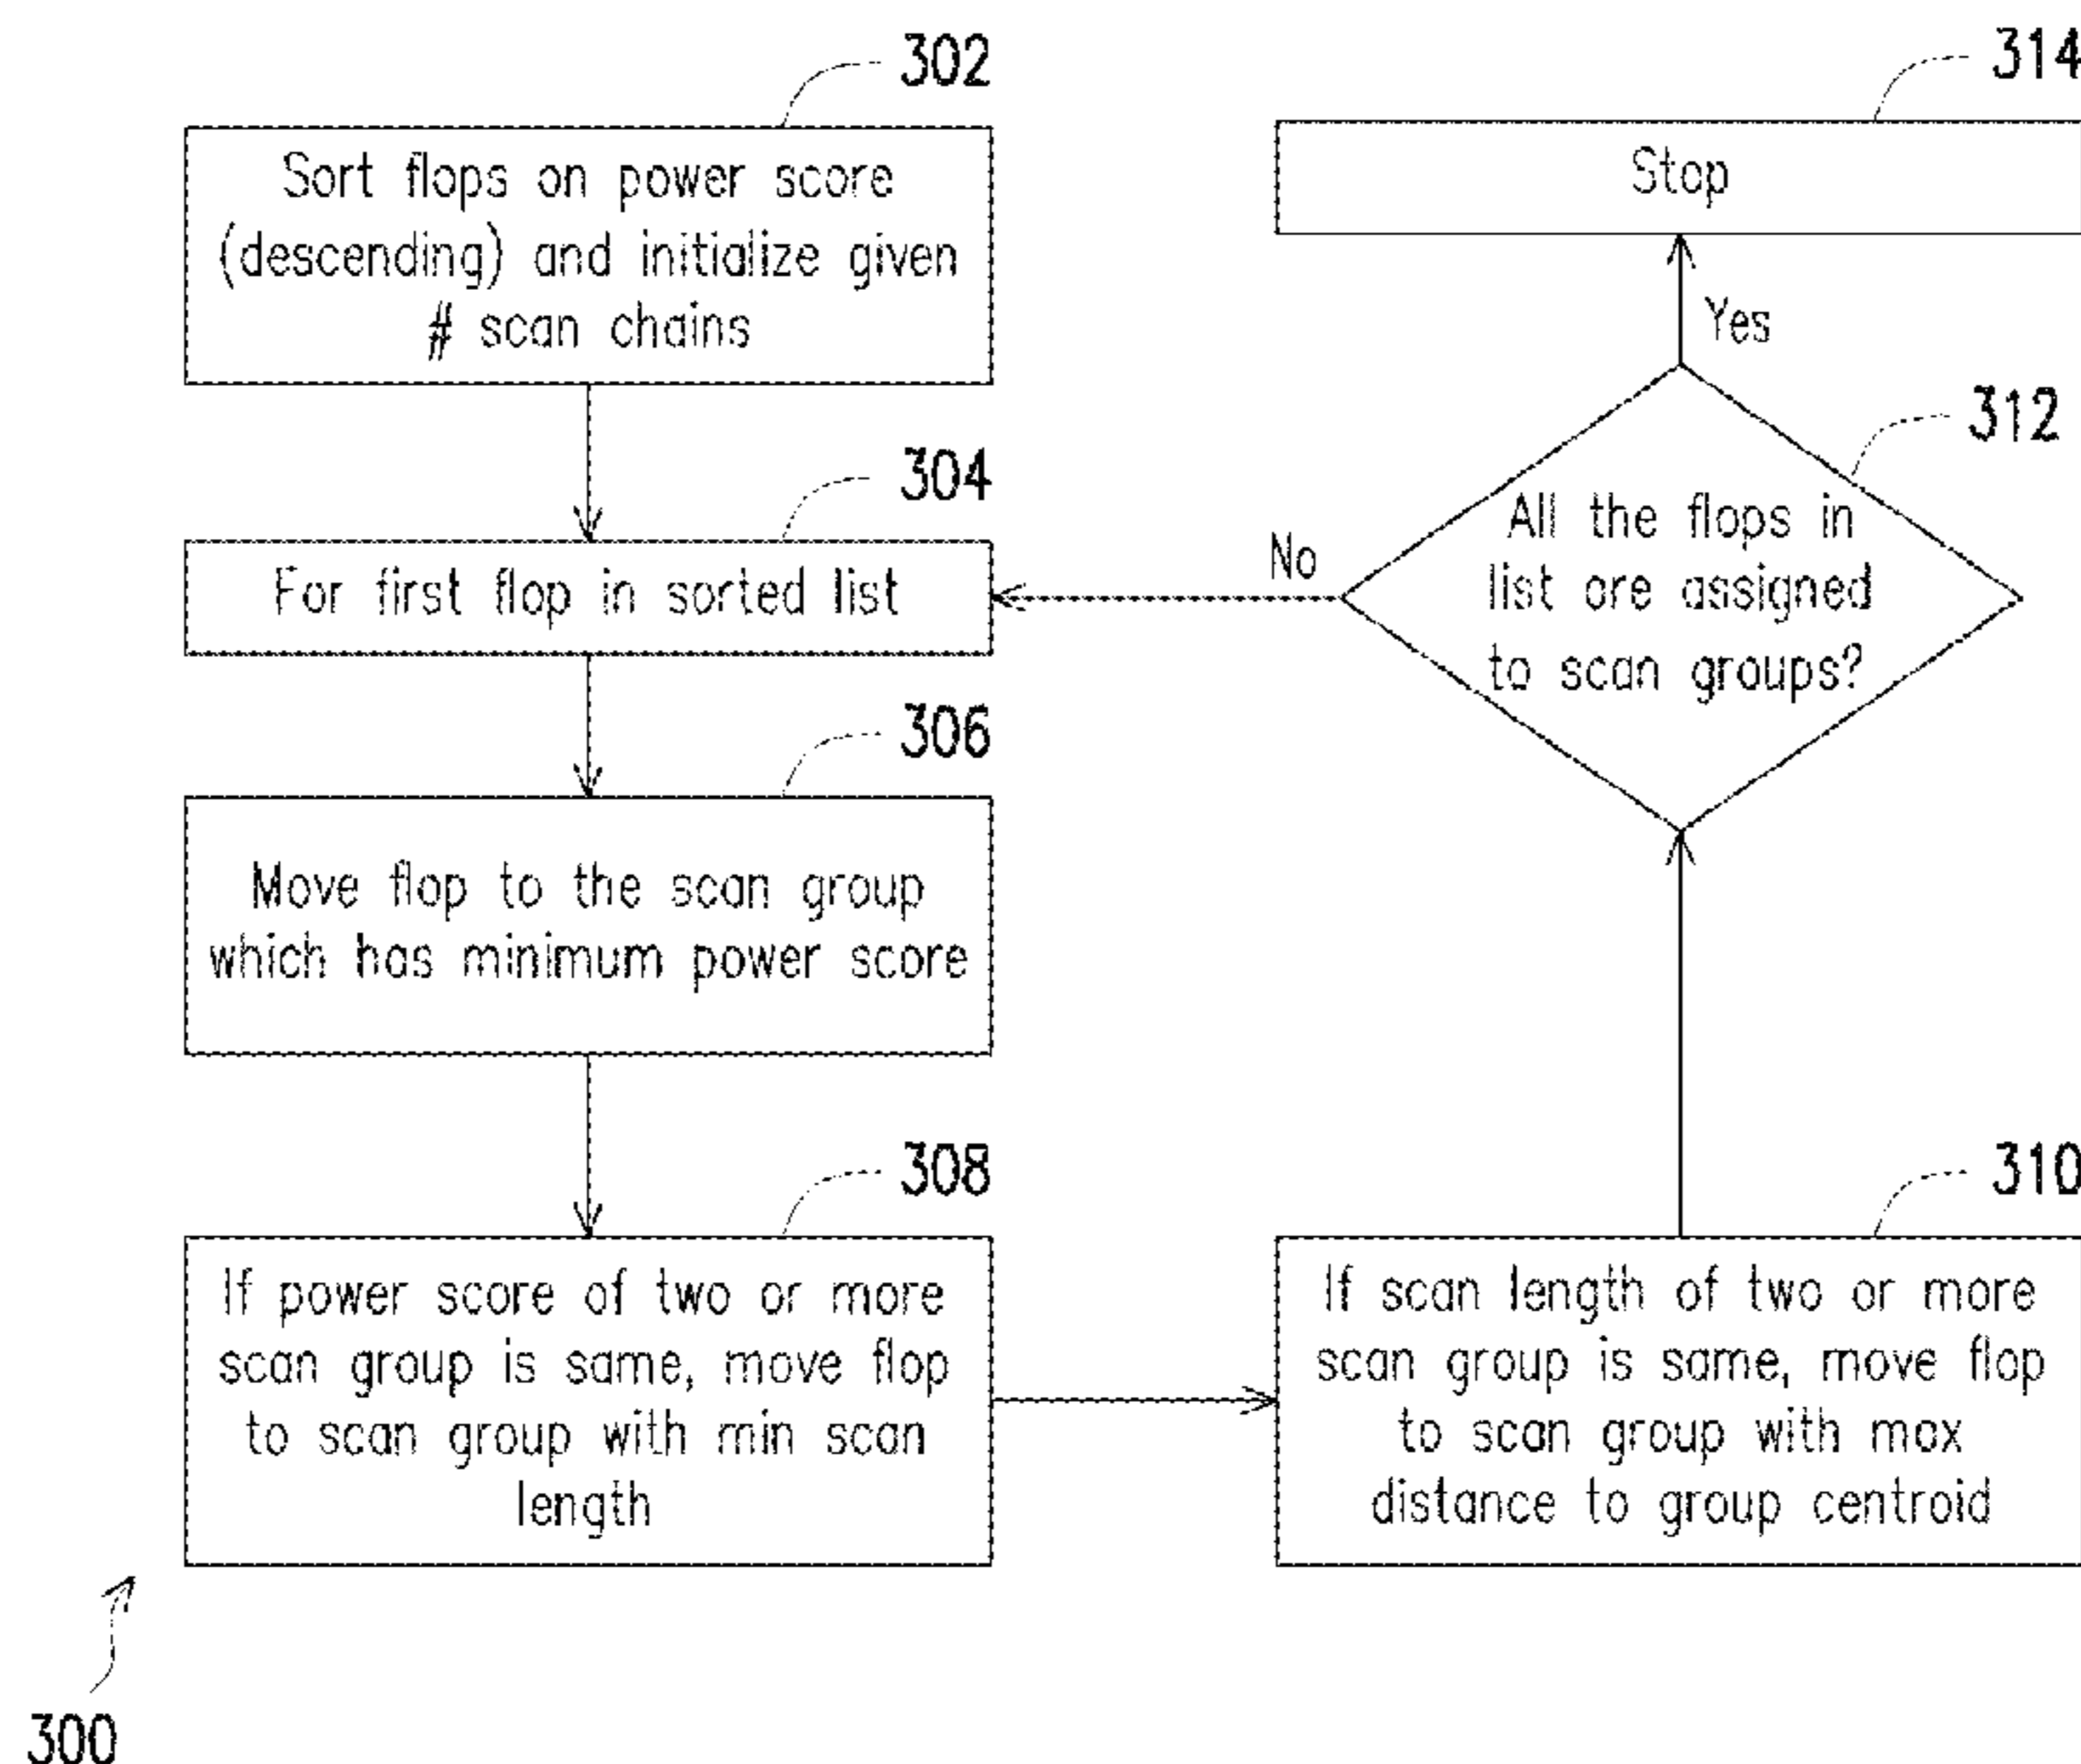 302
Sort flops on power score
(descending) and initialize given
# scan chains
304
For first flop in sorted list
306
Move flop to the scan group
which has minimum power score
308
If power score of two or more
scan group is same, move flop
to scan group with min scan
length
310
If scan length of two or more
scan group is same, move flop
to scan group with max
distance to group centroid
312
All the flops in
list are assigned
to scan groups?
No
Yes
314
Stop
300